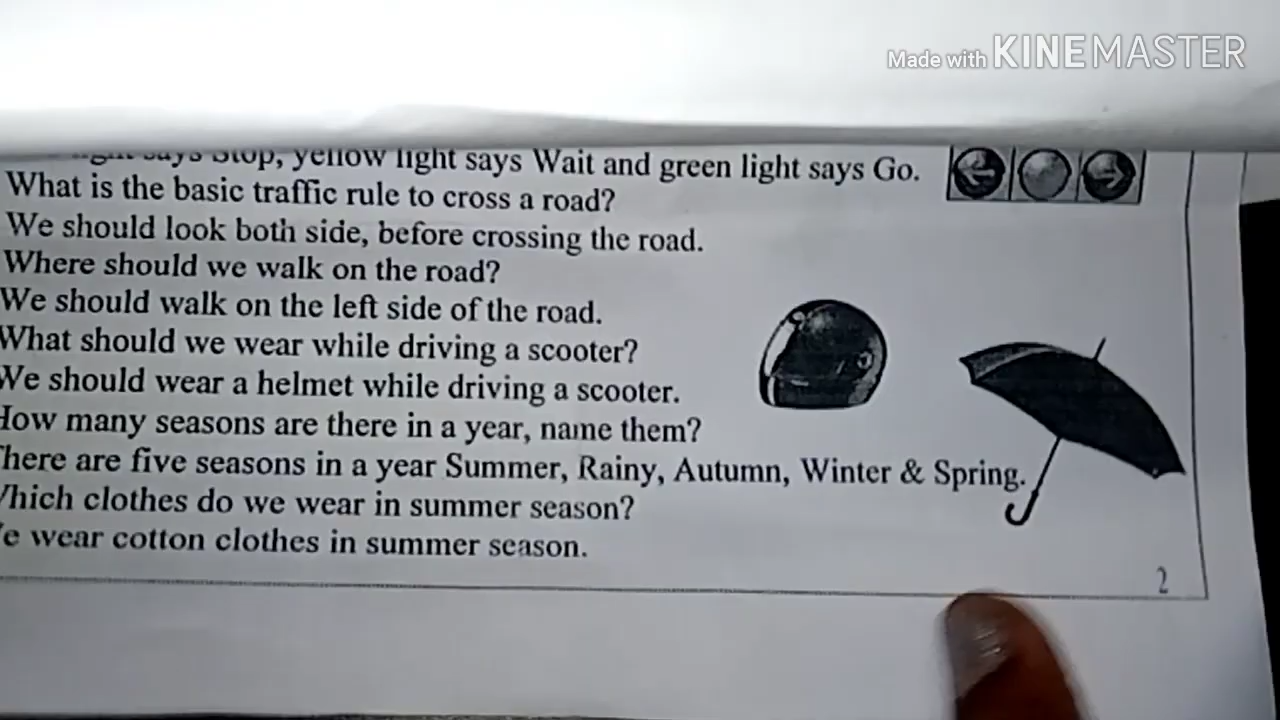 Made with KINEMASTER
says Stop, yellow light says Wait and green light says Go.
What is the basic traffic rule to cross a road?
We should look both side, before crossing the road.
Where should we walk on the road?
We should walk on the left side of the road.
What should we wear while driving a scooter?
We should wear a helmet while driving a scooter.
How many seasons are there in a year, name them?
There are five seasons in a year Summer, Rainy, Autumn, Winter & Spring.
Which clothes do we wear in summer season?
We wear cotton clothes in summer season.
2